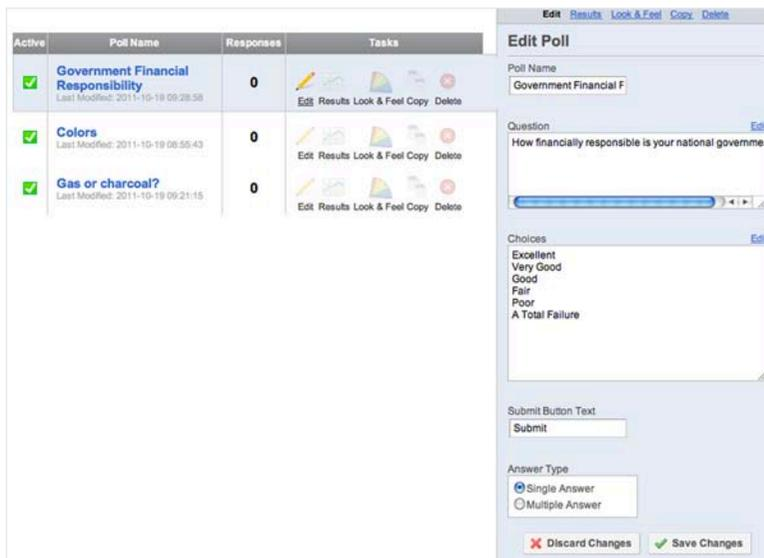 Active Poll Name Responses Tasks
Government Financial
Responsibility
Last Modified: 2011-10-19 09:28:58
0
Edit Results Look & Feel Copy Delete
Colors
Last Modified: 2011-10-19 08:55:43
0
Edit Results Look & Feel Copy Delete
Gas or charcoal?
Last Modified: 2011-10-19 09:21:15
0
Edit Results Look & Feel Copy Delete
Edit Results Look & Feel Copy Delete
Edit Poll
Poll Name
Government Financial F
Question Edi
How financially responsible is your national governme
Choices Edi
Excellent
Very Good
Good
Fair
Poor
A Total Failure
Submit Button Text
Submit
Answer Type
Single Answer
Multiple Answer
Discard Changes Save Changes